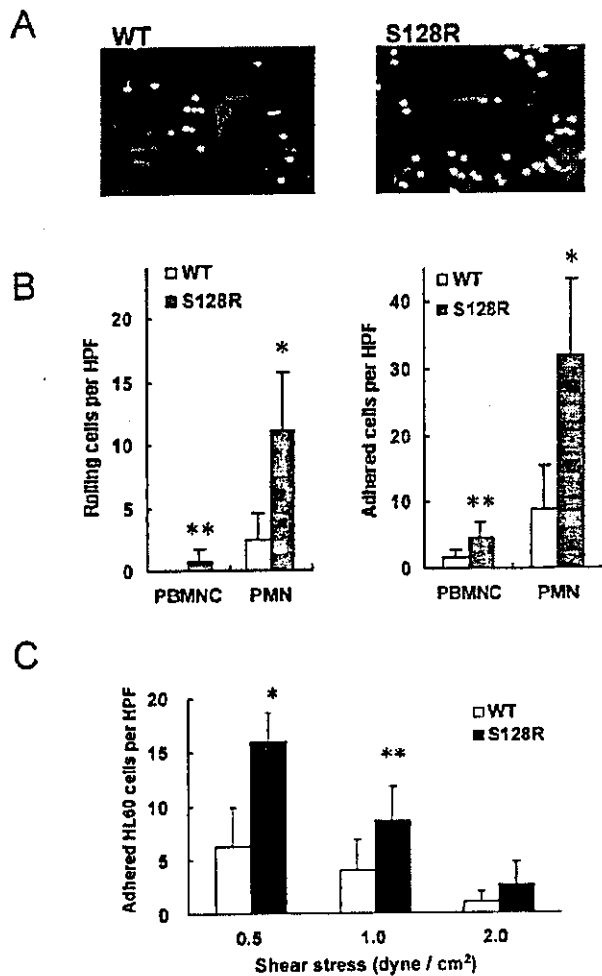 A
WT
S128R
B
Rolling cells per HPF
20
15
10
5
0
WT
S128R
*
**
PBMNC
PMN
Adhered cells per HPF
40
30
20
10
0
WT
S128R
*
**
PBMNC
PMN
C
Adhered HL60 cells per HPF
20
15
10
5
0
WT
S128R
*
**
0.5
1.0
2.0
Shear stress (dyne / cm²)